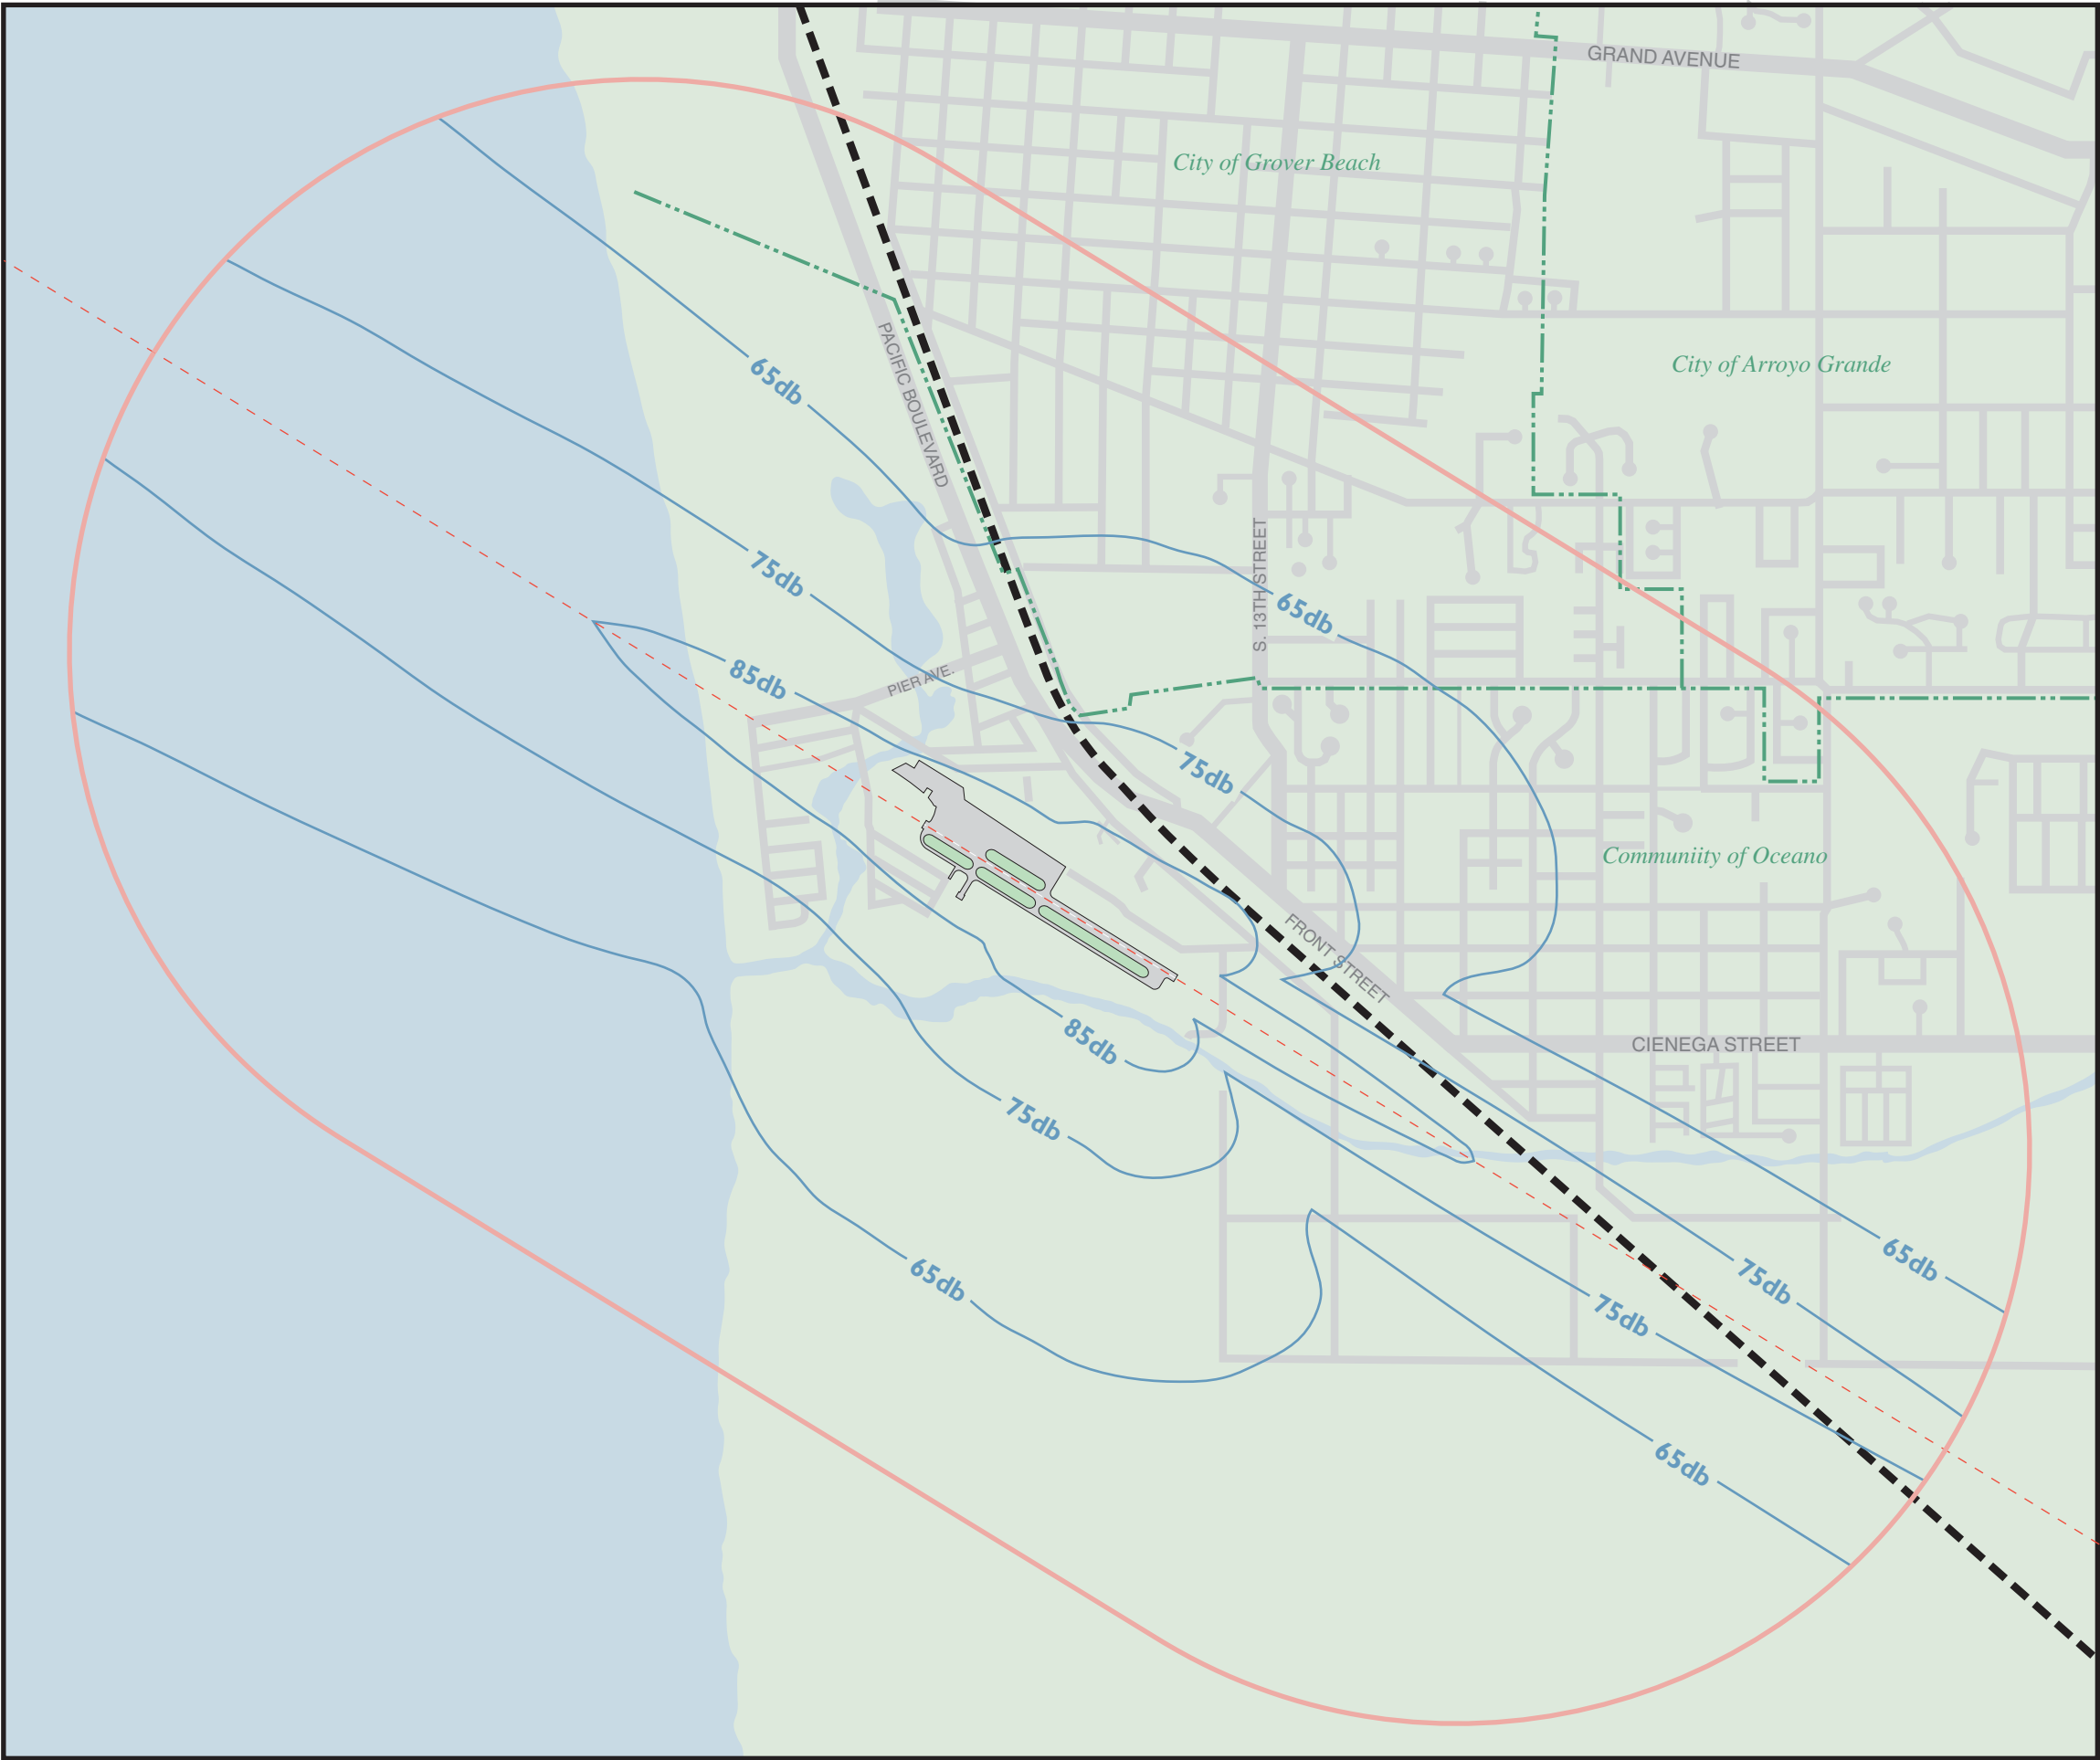 GRAND AVENUE
City of Grover Beach
City of Arroyo Grande
65db
PACIFIC BOULEVARD
75db
S. 13TH STREET
65db
85db
PIER AVE.
75db
Communiity of Oceano
FRONT STREET
85db
CIENEGA STREET
75db
65db
65db
75db
75db
65db